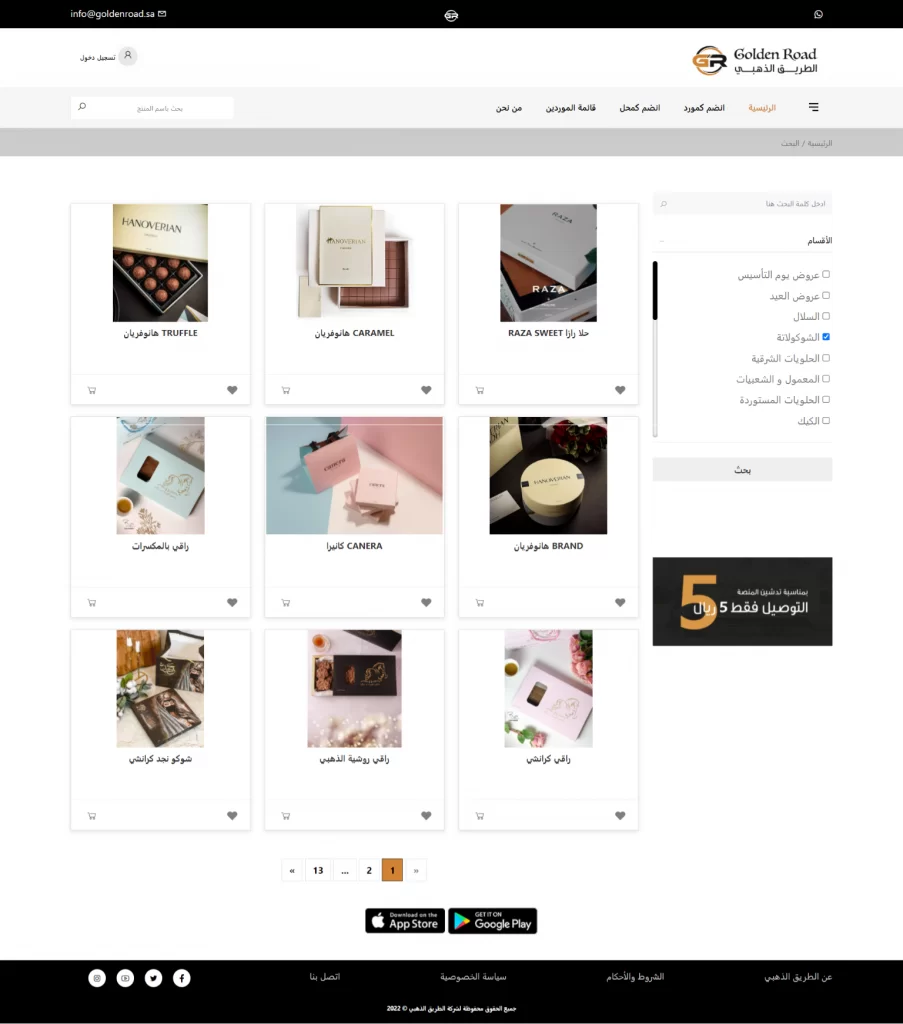 info@goldenroad.sa
GR
Golden Road
الطريق الذهبي
تسجيل دخول
الرئيسية
انضم كمورد
انضم كمحل
قائمة الموردين
من نحن
بحث باسم المنتج
الرئيسية / البحث
ادخل كلمة البحث هنا
الأقسام
عروض يوم التأسيس
عروض العيد
السلال
الشوكولاتة
الحلويات الشرقية
المعمول و الشعبيات
الحلويات المستوردة
الكيك
بحث
بمناسبة تدشين المنصة
التوصيل فقط 5 ريال
5
RAZA
RAZA
حلا رازا RAZA SWEET
HANOVERIAN
CARAMEL هانوفريان
HANOVERIAN
TRUFFLE هانوفريان
HANOVERIAN
BRAND هانوفريان
CANERA
CANERA كانيرا
راقي بالمكسرات
راقي كرانشي
راقي روشية الذهبي
شوكو نجد كرانشي
« 1 2 ... 13 »
Download on the
App Store
GET IT ON
Google Play
عن الطريق الذهبي
الشروط والأحكام
سياسة الخصوصية
اتصل بنا
جميع الحقوق محفوظة لشركة الطريق الذهبي © 2022